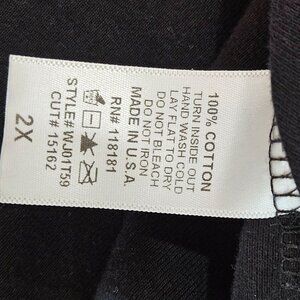 100% COTTON
TURN INSIDE OUT
HAND WASH COLD
LAY FLAT TO DRY
DO NOT BLEACH
DO NOT IRON
MADE IN U.S.A.
RN# 118181
STYLE# WJ01T59
CUT# 15162
2X